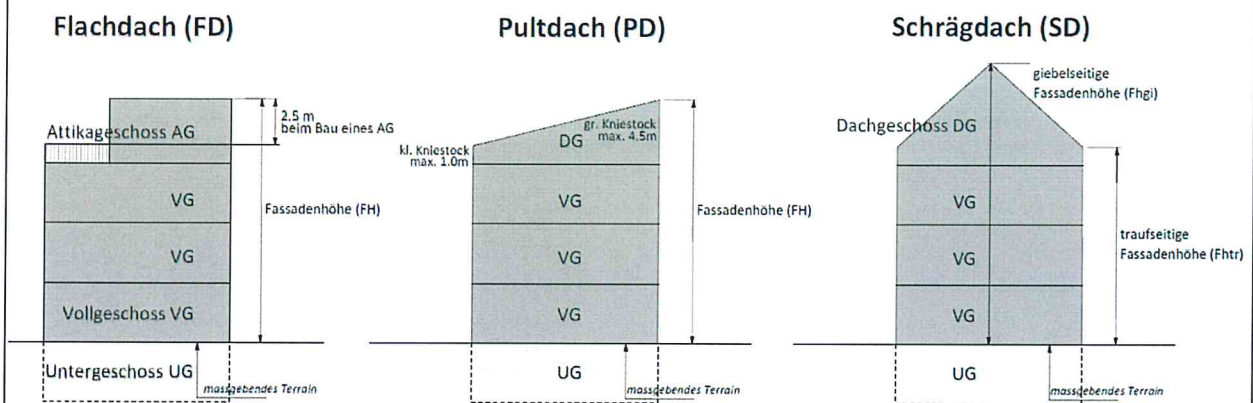 Flachdach (FD)
2.5 m
beim Bau eines AG
Attikageschoss AG
VG
Fassadenhöhe (FH)
VG
Vollgeschoss VG
Untergeschoss UG
massgebendes Terrain
Pultdach (PD)
gr. Kniestock
max. 4.5m
DG
kl. Kniestock
max. 1.0m
VG
Fassadenhöhe (FH)
VG
VG
UG
massgebendes Terrain
Schrägdach (SD)
giebelseitige
Fassadenhöhe (Fhgi)
Dachgeschoss DG
VG
traufseitige
Fassadenhöhe (Fhtr)
VG
VG
UG
massgebendes Terrain